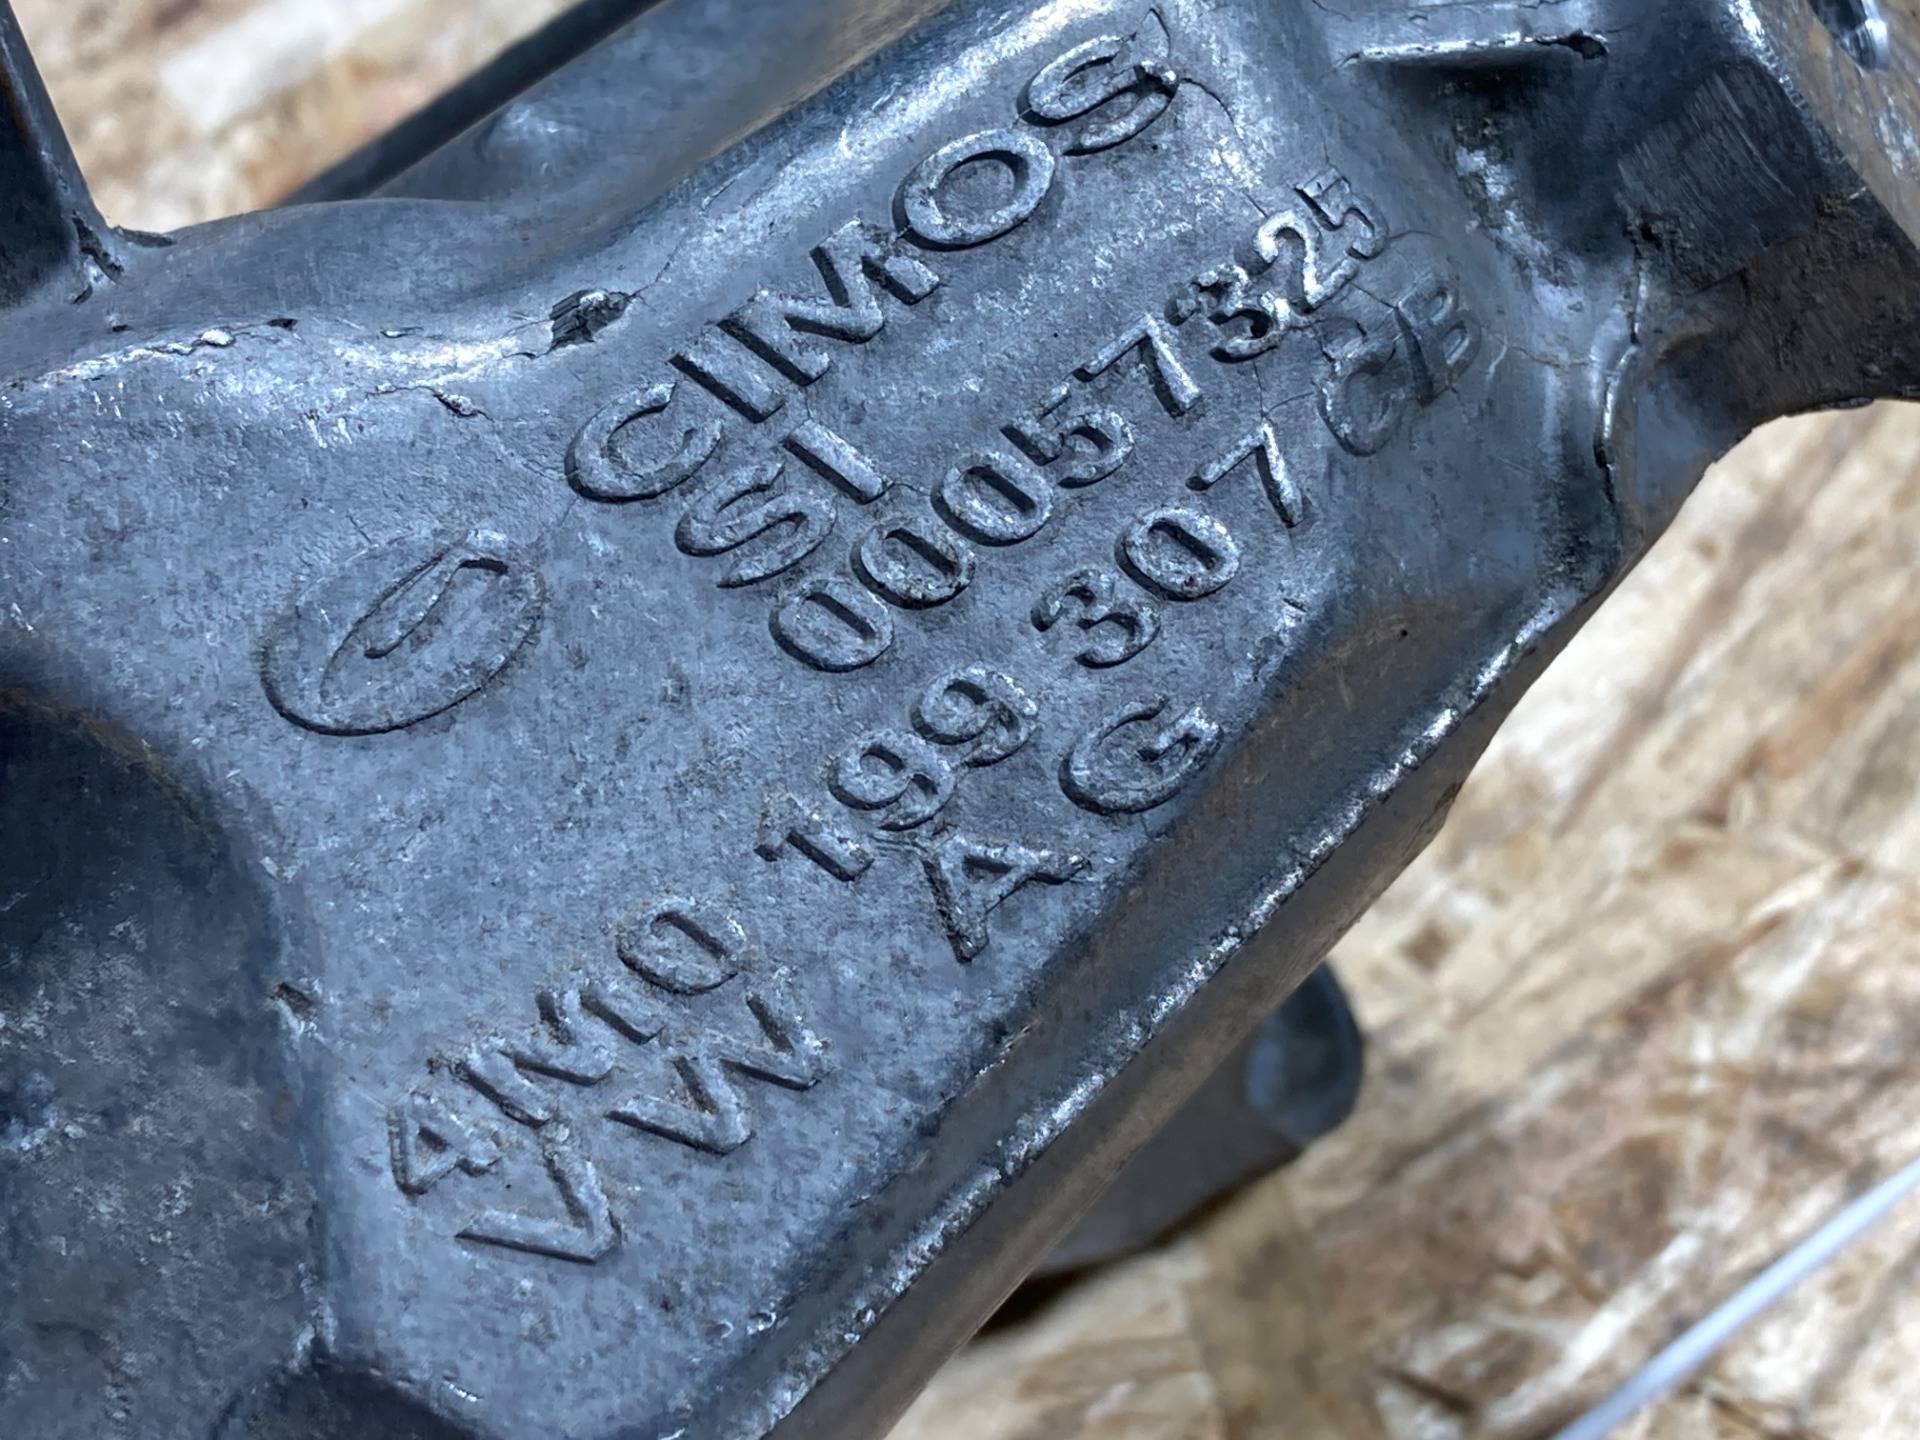 CIMOS
SI
00057325
CB
4M0 199 307
VW AG